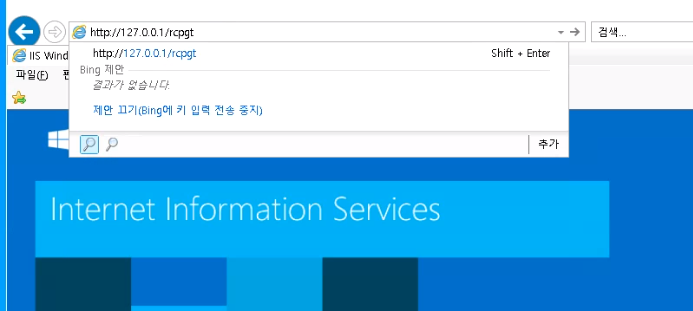 http://127.0.0.1/rcpgt
검색...
http://127.0.0.1/rcpgt Shift + Enter
IIS Wind
Bing 제안
파일(F)
결과가 없습니다.
제안 끄기(Bing에 키 입력 전송 중지)
추가
Internet Information Services